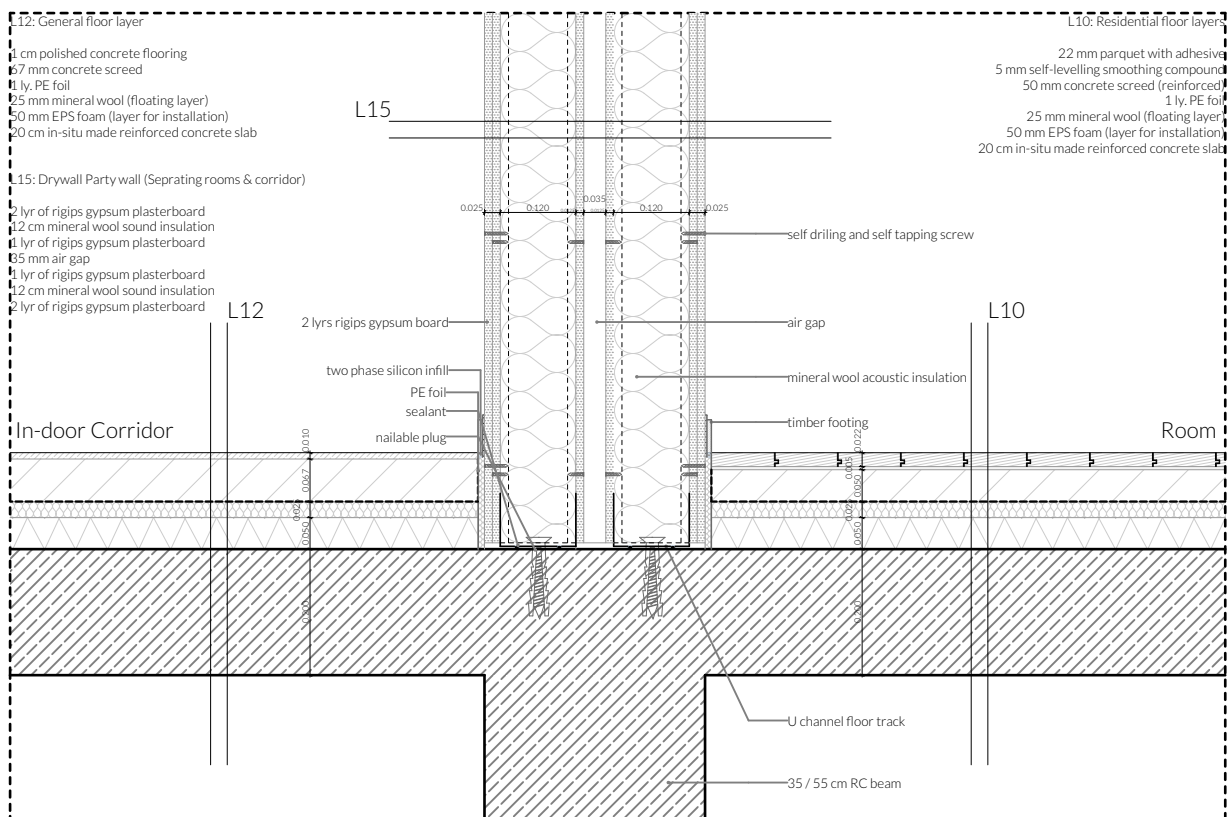 L12: General floor layer
1 cm polished concrete flooring
67 mm concrete screed
1 ly. PE foil
25 mm mineral wool (floating layer)
50 mm EPS foam (layer for installation)
20 cm in-situ made reinforced concrete slab
L15: Drywall Party wall (Seprating rooms & corridor)
2 lyr of rigips gypsum plasterboard
12 cm mineral wool sound insulation
1 lyr of rigips gypsum plasterboard
35 mm air gap
1 lyr of rigips gypsum plasterboard
12 cm mineral wool sound insulation
2 lyr of rigips gypsum plasterboard
L10: Residential floor layers
22 mm parquet with adhesive
5 mm self-levelling smoothing compound
50 mm concrete screed (reinforced)
1 ly. PE foil
25 mm mineral wool (floating layer)
50 mm EPS foam (layer for installation)
20 cm in-situ made reinforced concrete slab
L15
0.035
0.025
0.120
0.120
0.025
self driling and self tapping screw
L12
L10
2 lyrs rigips gypsum board
air gap
two phase silicon infill
mineral wool acoustic insulation
PE foil
sealant
timber footing
nailable plug
In-door Corridor
Room
0.010
0.067
0.050
0.200
0.022
0.005
0.050
0.025
0.050
0.200
U channel floor track
35 / 55 cm RC beam